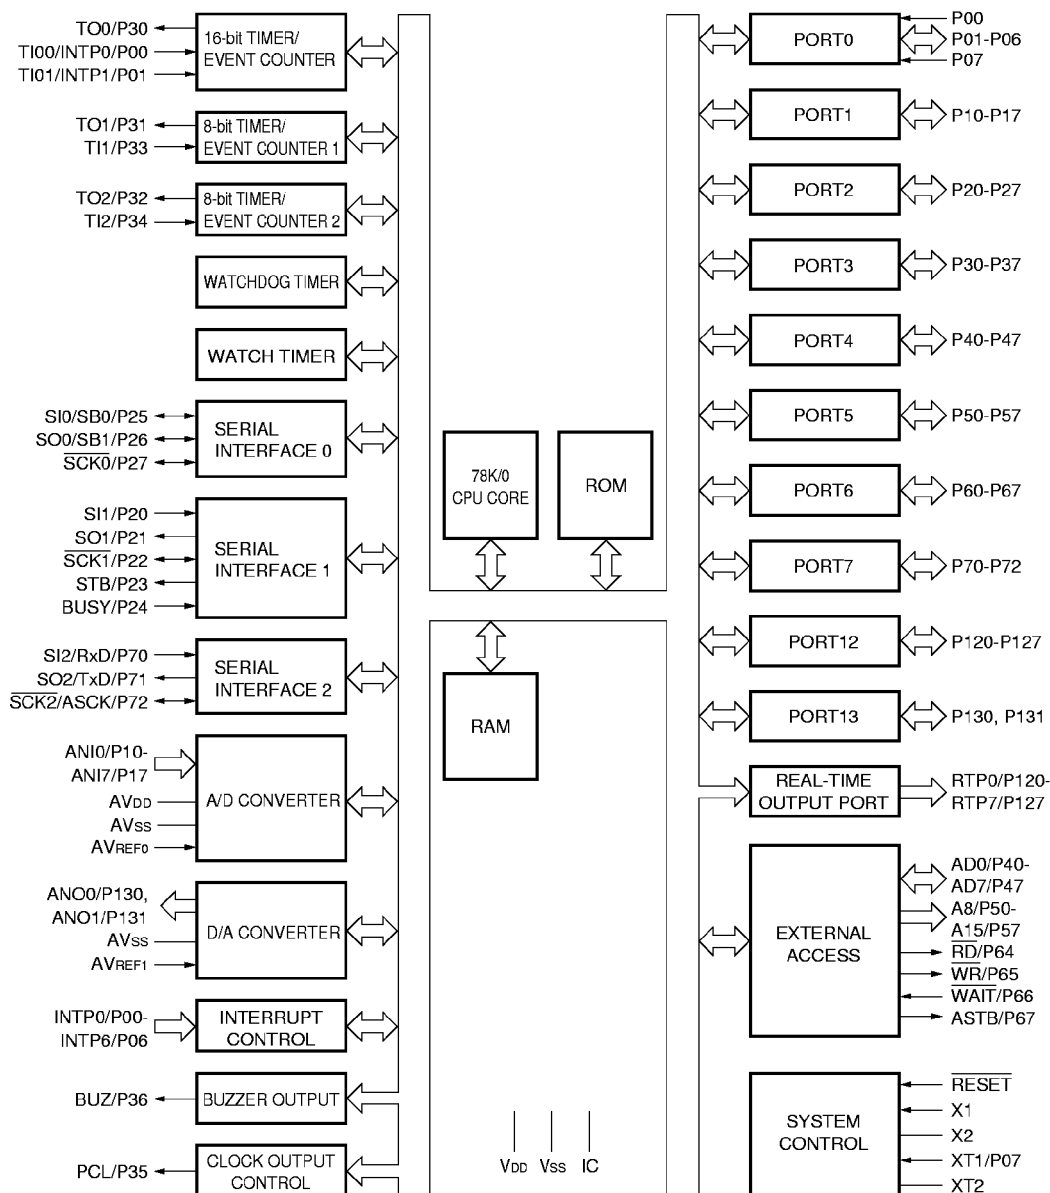 TO0/P30
TI00/INTP0/P00
TI01/INTP1/P01
16-bit TIMER/
EVENT COUNTER
TO1/P31
TI1/P33
8-bit TIMER/
EVENT COUNTER 1
TO2/P32
TI2/P34
8-bit TIMER/
EVENT COUNTER 2
WATCHDOG TIMER
WATCH TIMER
SI0/SB0/P25
SO0/SB1/P26
SCK0/P27
SERIAL
INTERFACE 0
SI1/P20
SO1/P21
SCK1/P22
STB/P23
BUSY/P24
SERIAL
INTERFACE 1
SI2/RxD/P70
SO2/TxD/P71
SCK2/ASCK/P72
SERIAL
INTERFACE 2
ANI0/P10-
ANI7/P17
AVDD
AVSS
AVREF0
A/D CONVERTER
ANO0/P130,
ANO1/P131
AVSS
AVREF1
D/A CONVERTER
INTP0/P00-
INTP6/P06
INTERRUPT
CONTROL
BUZ/P36
BUZZER OUTPUT
PCL/P35
CLOCK OUTPUT
CONTROL
78K/0
CPU CORE
ROM
RAM
VDD
VSS
IC
PORT0
P00
P01-P06
P07
PORT1
P10-P17
PORT2
P20-P27
PORT3
P30-P37
PORT4
P40-P47
PORT5
P50-P57
PORT6
P60-P67
PORT7
P70-P72
PORT12
P120-P127
PORT13
P130, P131
REAL-TIME
OUTPUT PORT
RTP0/P120-
RTP7/P127
EXTERNAL
ACCESS
AD0/P40-
AD7/P47
A8/P50-
A15/P57
RD/P64
WR/P65
WAIT/P66
ASTB/P67
SYSTEM
CONTROL
RESET
X1
X2
XT1/P07
XT2